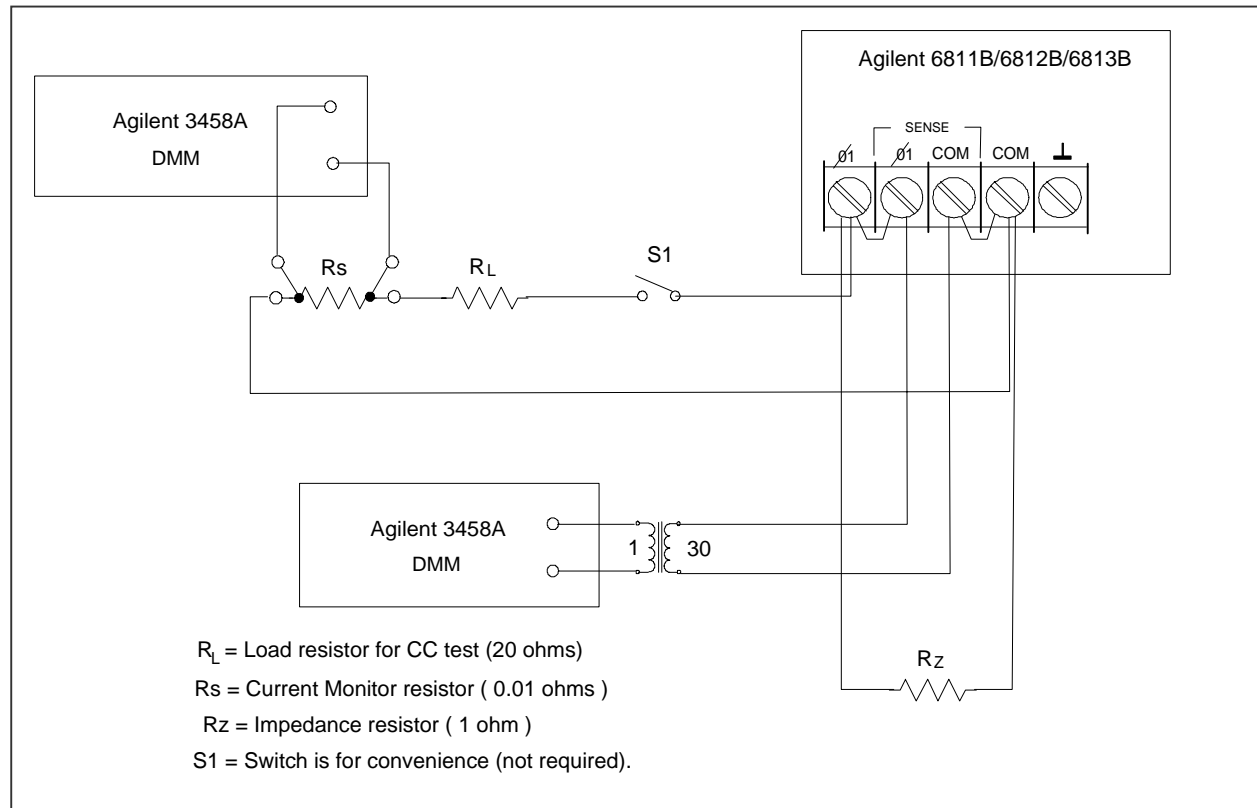 Agilent 6811B/6812B/6813B
Agilent 3458A
DMM
SENSE
01
01
COM
COM
Rs
RL
S1
Agilent 3458A
DMM
1
30
RL = Load resistor for CC test (20 ohms)
Rs = Current Monitor resistor ( 0.01 ohms )
Rz = Impedance resistor ( 1 ohm )
S1 = Switch is for convenience (not required).
Rz